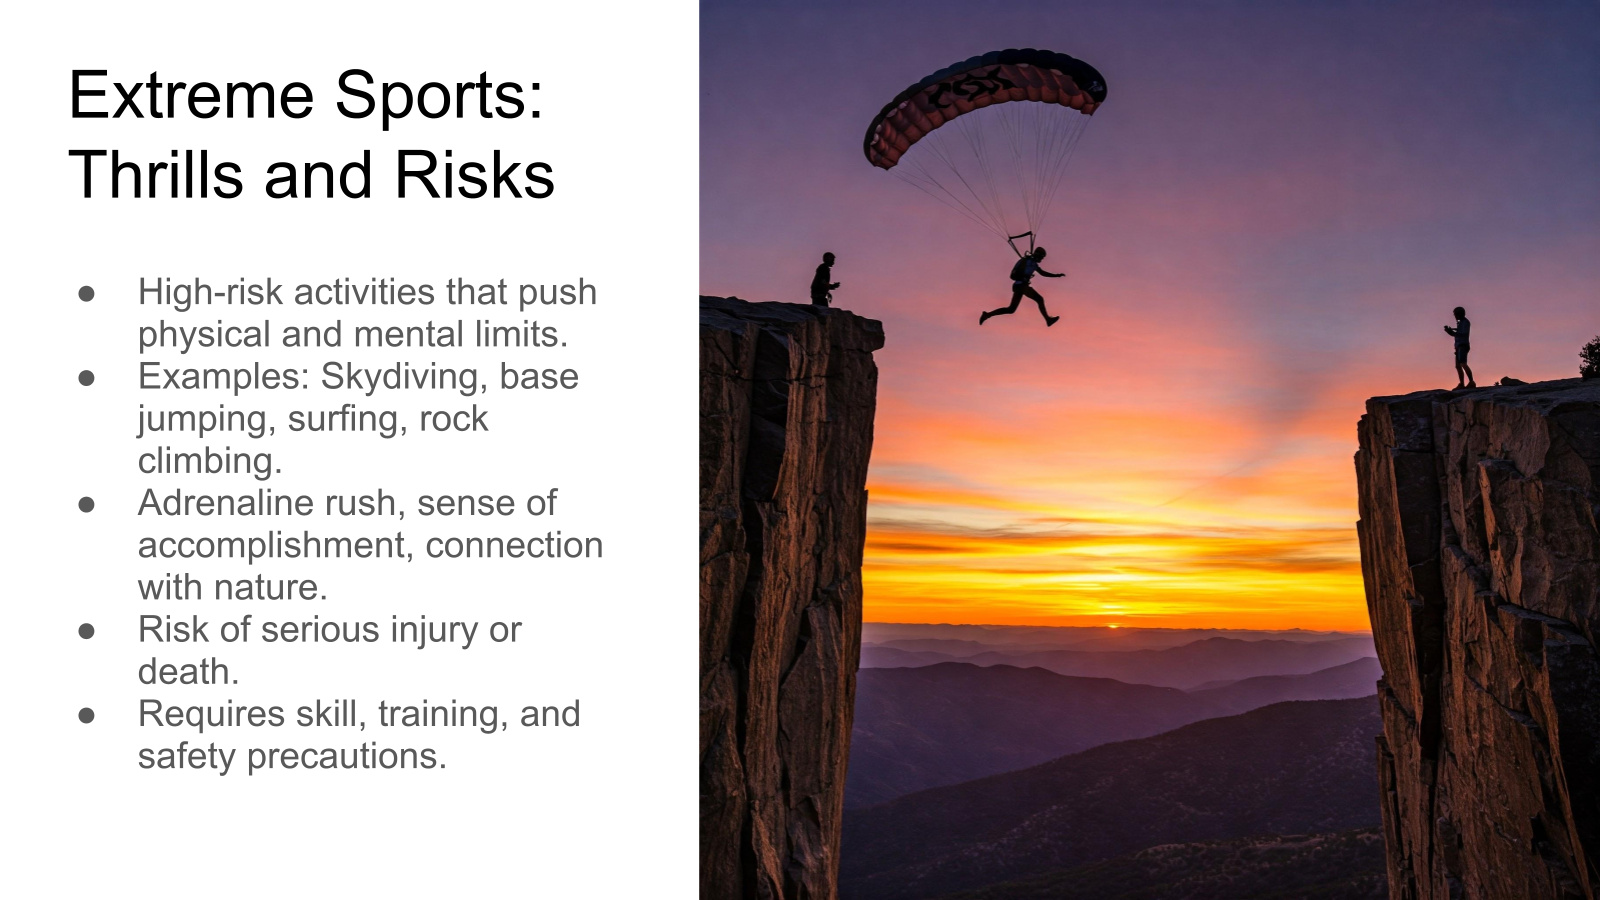 Extreme Sports:
Thrills and Risks
● High-risk activities that push
physical and mental limits.
● Examples: Skydiving, base
jumping, surfing, rock
climbing.
● Adrenaline rush, sense of
accomplishment, connection
with nature.
● Risk of serious injury or
death.
● Requires skill, training, and
safety precautions.